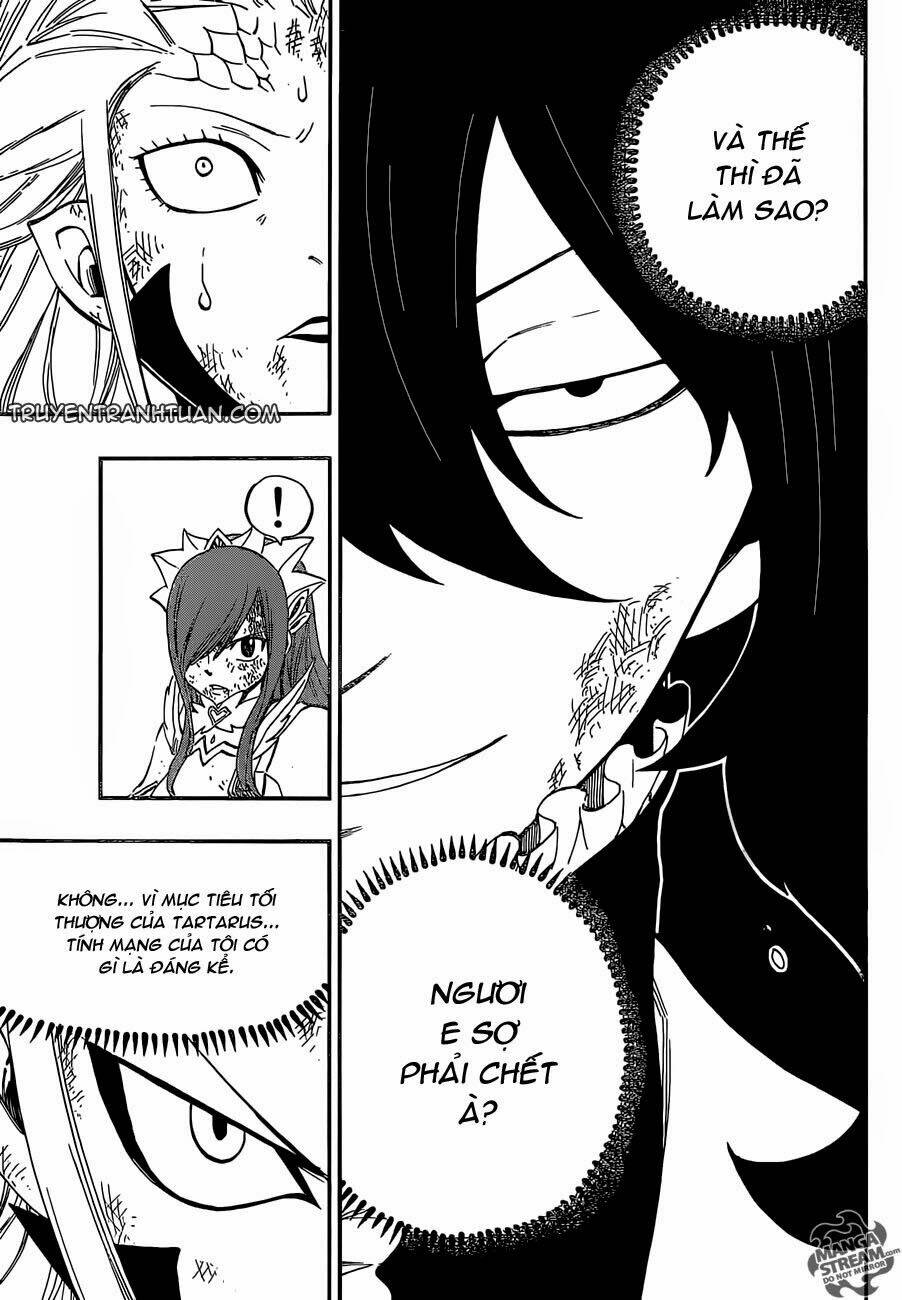 VÀ THẾ
THÌ ĐÃ
LÀM SAO?
TRUYENTRANHTUAN.COM
!
NGƯƠI
E SỢ
PHẢI CHẾT
À?
KHÔNG... VÌ MỤC TIÊU TỐI
THƯỢNG CỦA TARTARUS...
TÍNH MẠNG CỦA TÔI CÓ
GÌ LÀ ĐÁNG KỂ.
MANGA
STREAM.com
DO NOT MIRROR!